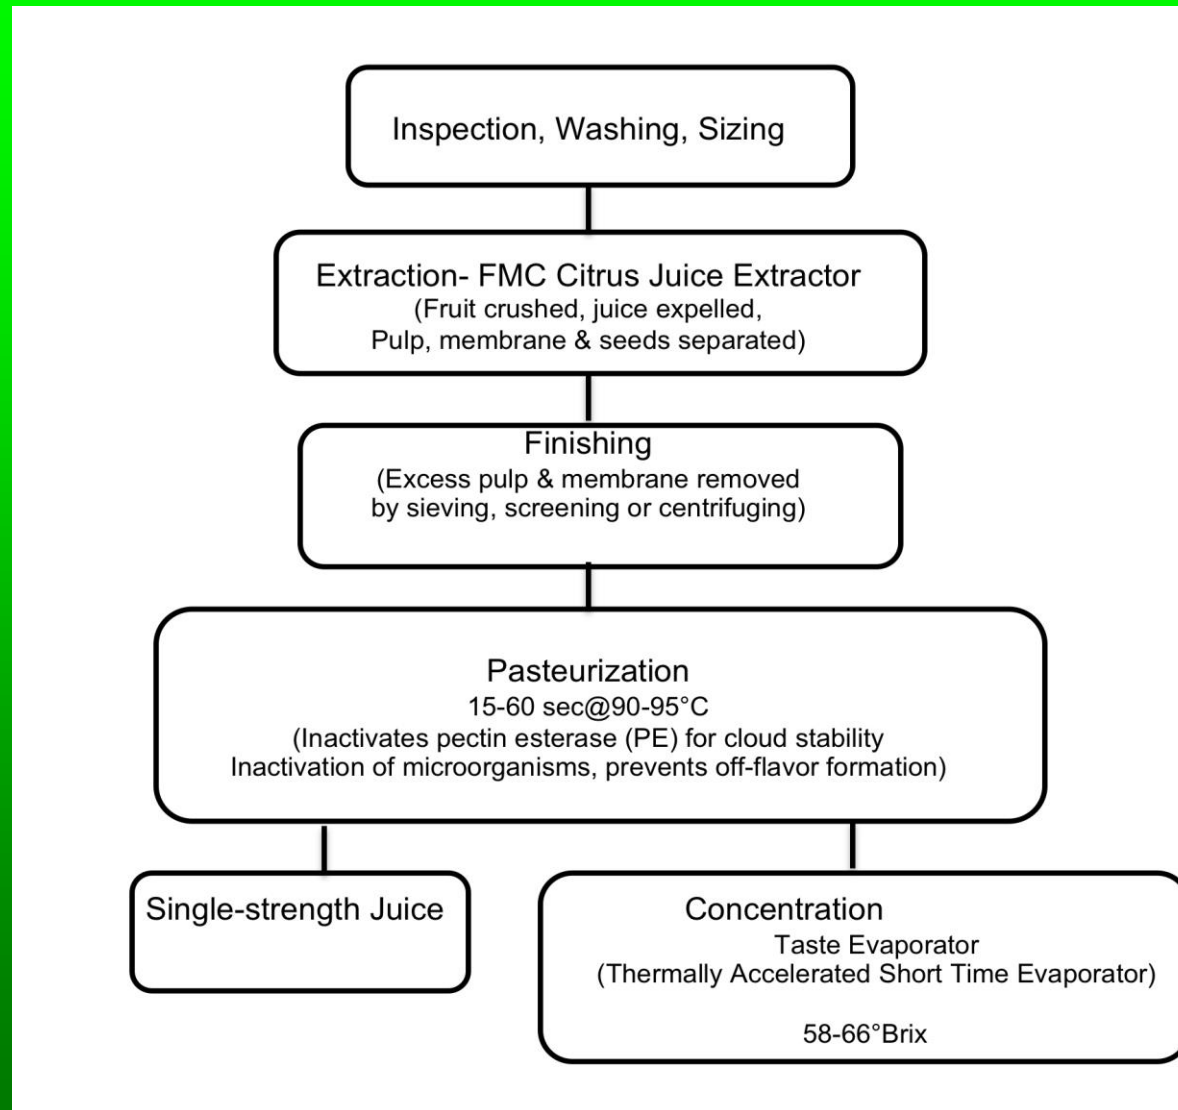 Inspection, Washing, Sizing
Extraction- FMC Citrus Juice Extractor
(Fruit crushed, juice expelled,
Pulp, membrane & seeds separated)
Finishing
(Excess pulp & membrane removed
by sieving, screening or centrifuging)
Pasteurization
15-60 sec@90-95°C
(Inactivates pectin esterase (PE) for cloud stability
Inactivation of microorganisms, prevents off-flavor formation)
Single-strength Juice
Concentration
Taste Evaporator
(Thermally Accelerated Short Time Evaporator)
58-66°Brix